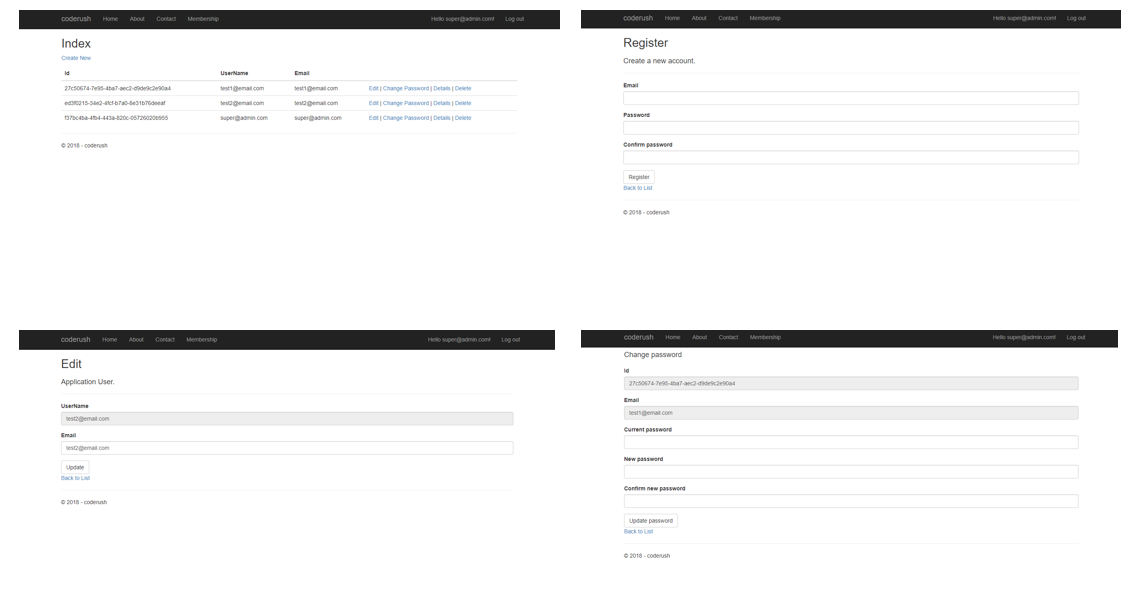 coderush Home About Contact Membership Hello super@admin.com! Log out
Index
Create New
Id UserName Email
27c50674-7e95-4ba7-aec2-d9de9c2e90a4 test1@email.com test1@email.com Edit | Change Password | Details | Delete
ed3f0215-34e2-4fcf-b7a0-8e31b76deeaf test2@email.com test2@email.com Edit | Change Password | Details | Delete
f37bc4ba-4fb4-443a-820c-05726020b955 super@admin.com super@admin.com Edit | Change Password | Details | Delete
© 2018 - coderush
coderush Home About Contact Membership Hello super@admin.com! Log out
Register
Create a new account.
Email
Password
Confirm password
Register
Back to List
© 2018 - coderush
coderush Home About Contact Membership Hello super@admin.com! Log out
Edit
Application User.
UserName
test2@email.com
Email
test2@email.com
Update
Back to List
© 2018 - coderush
coderush Home About Contact Membership Hello super@admin.com! Log out
Change password
Id
27c50674-7e95-4ba7-aec2-d9de9c2e90a4
Email
test1@email.com
Current password
New password
Confirm new password
Update password
Back to List
© 2018 - coderush